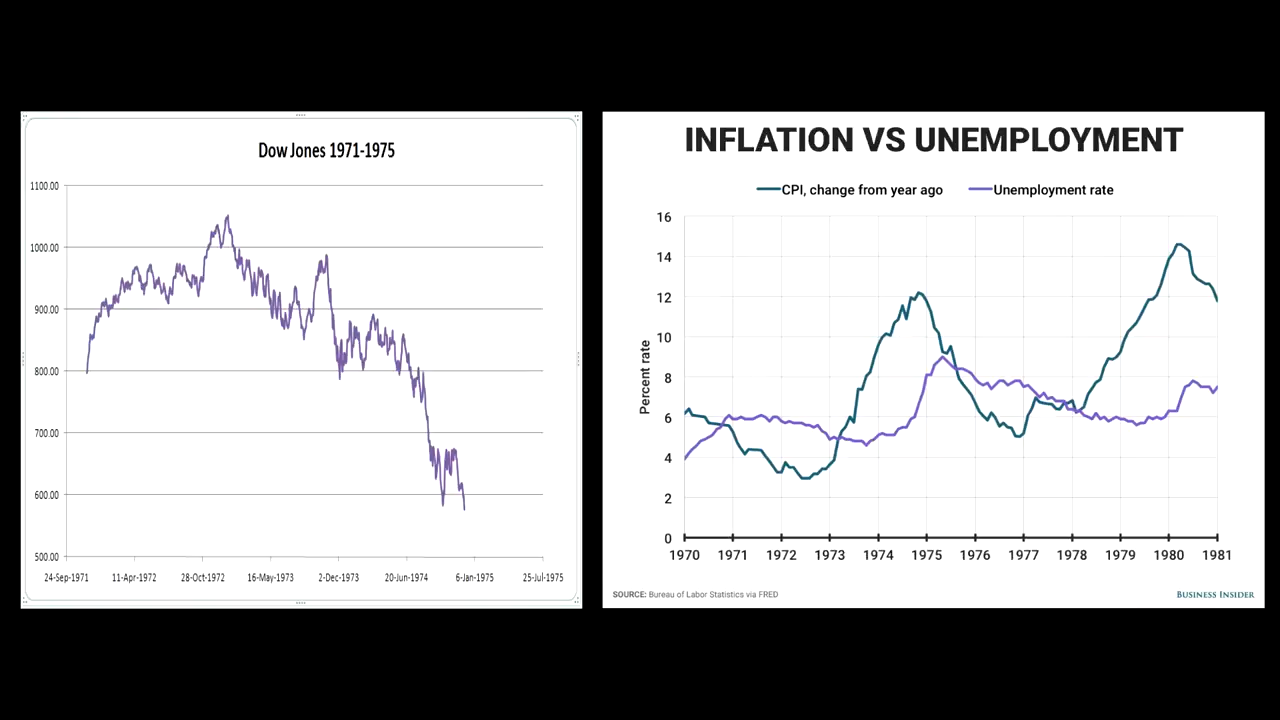 Dow Jones 1971-1975
1100.00
1000.00
900.00
800.00
700.00
600.00
500.00
24-Sep-1971 11-Apr-1972 28-Oct-1972 16-May-1973 2-Dec-1973 20-Jun-1974 6-Jan-1975 25-Jul-1975
INFLATION VS UNEMPLOYMENT
CPI, change from year ago Unemployment rate
Percent rate
16
14
12
10
8
6
4
2
0
1970 1971 1972 1973 1974 1975 1976 1977 1978 1979 1980 1981
SOURCE: Bureau of Labor Statistics via FRED
BUSINESS INSIDER